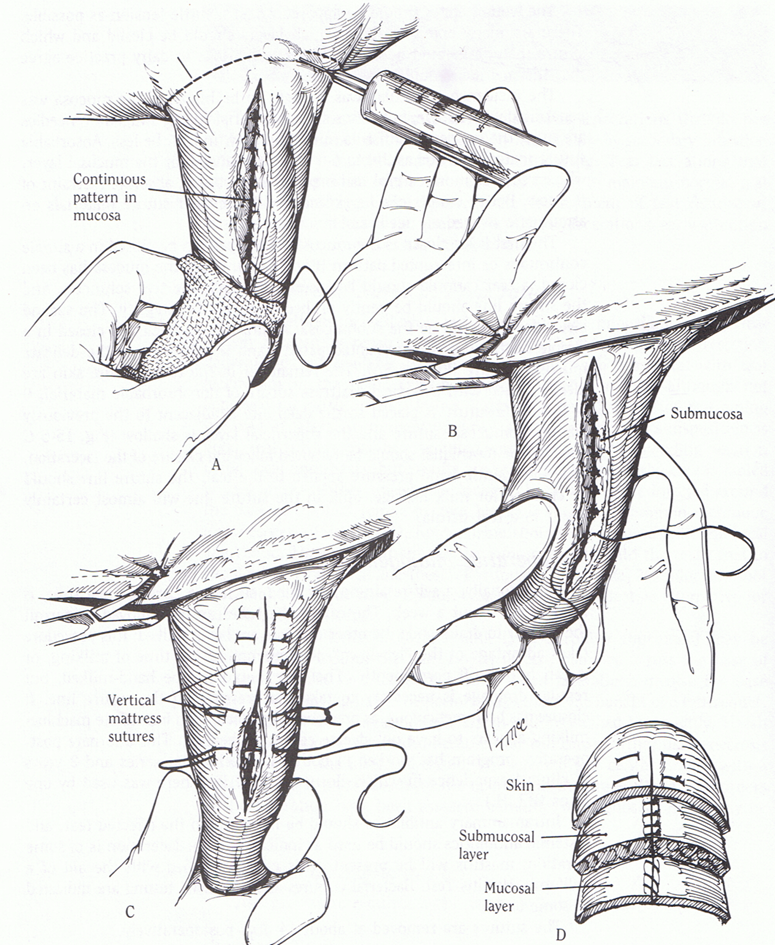 Continuous
pattern in
mucosa
A
B
Submucosa
Vertical
mattress
sutures
C
Skin
Submucosal
layer
Mucosal
layer
D